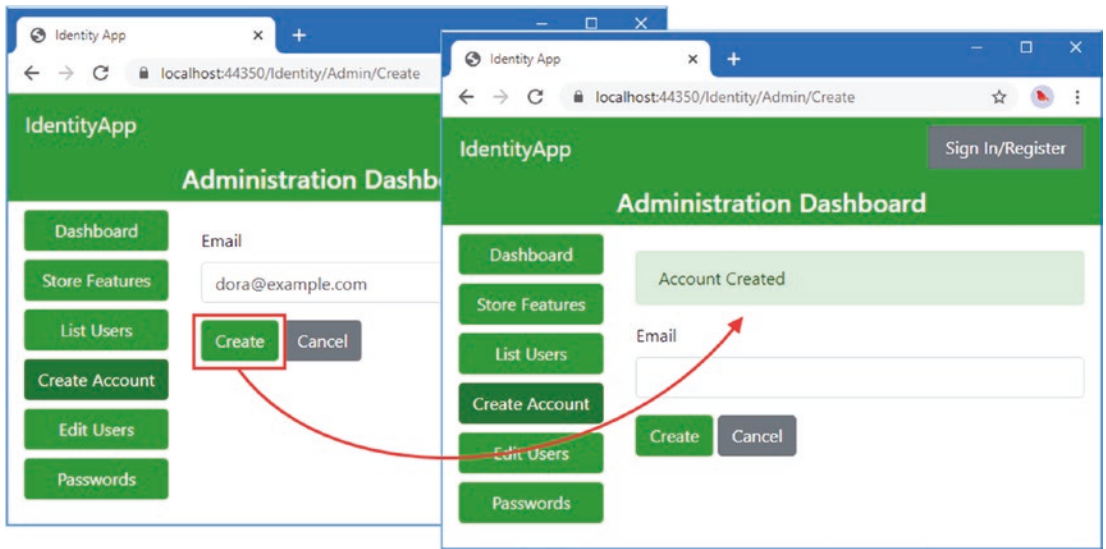 Identity App
localhost:44350/Identity/Admin/Create
IdentityApp
Administration
Dashboard
Store Features
List Users
Create Account
Edit Users
Passwords
Email
dora@example.com
Create
Cancel
Identity App
localhost:44350/Identity/Admin/Create
IdentityApp
Sign In/Register
Administration Dashboard
Dashboard
Store Features
List Users
Create Account
Edit Users
Passwords
Account Created
Email
Create
Cancel